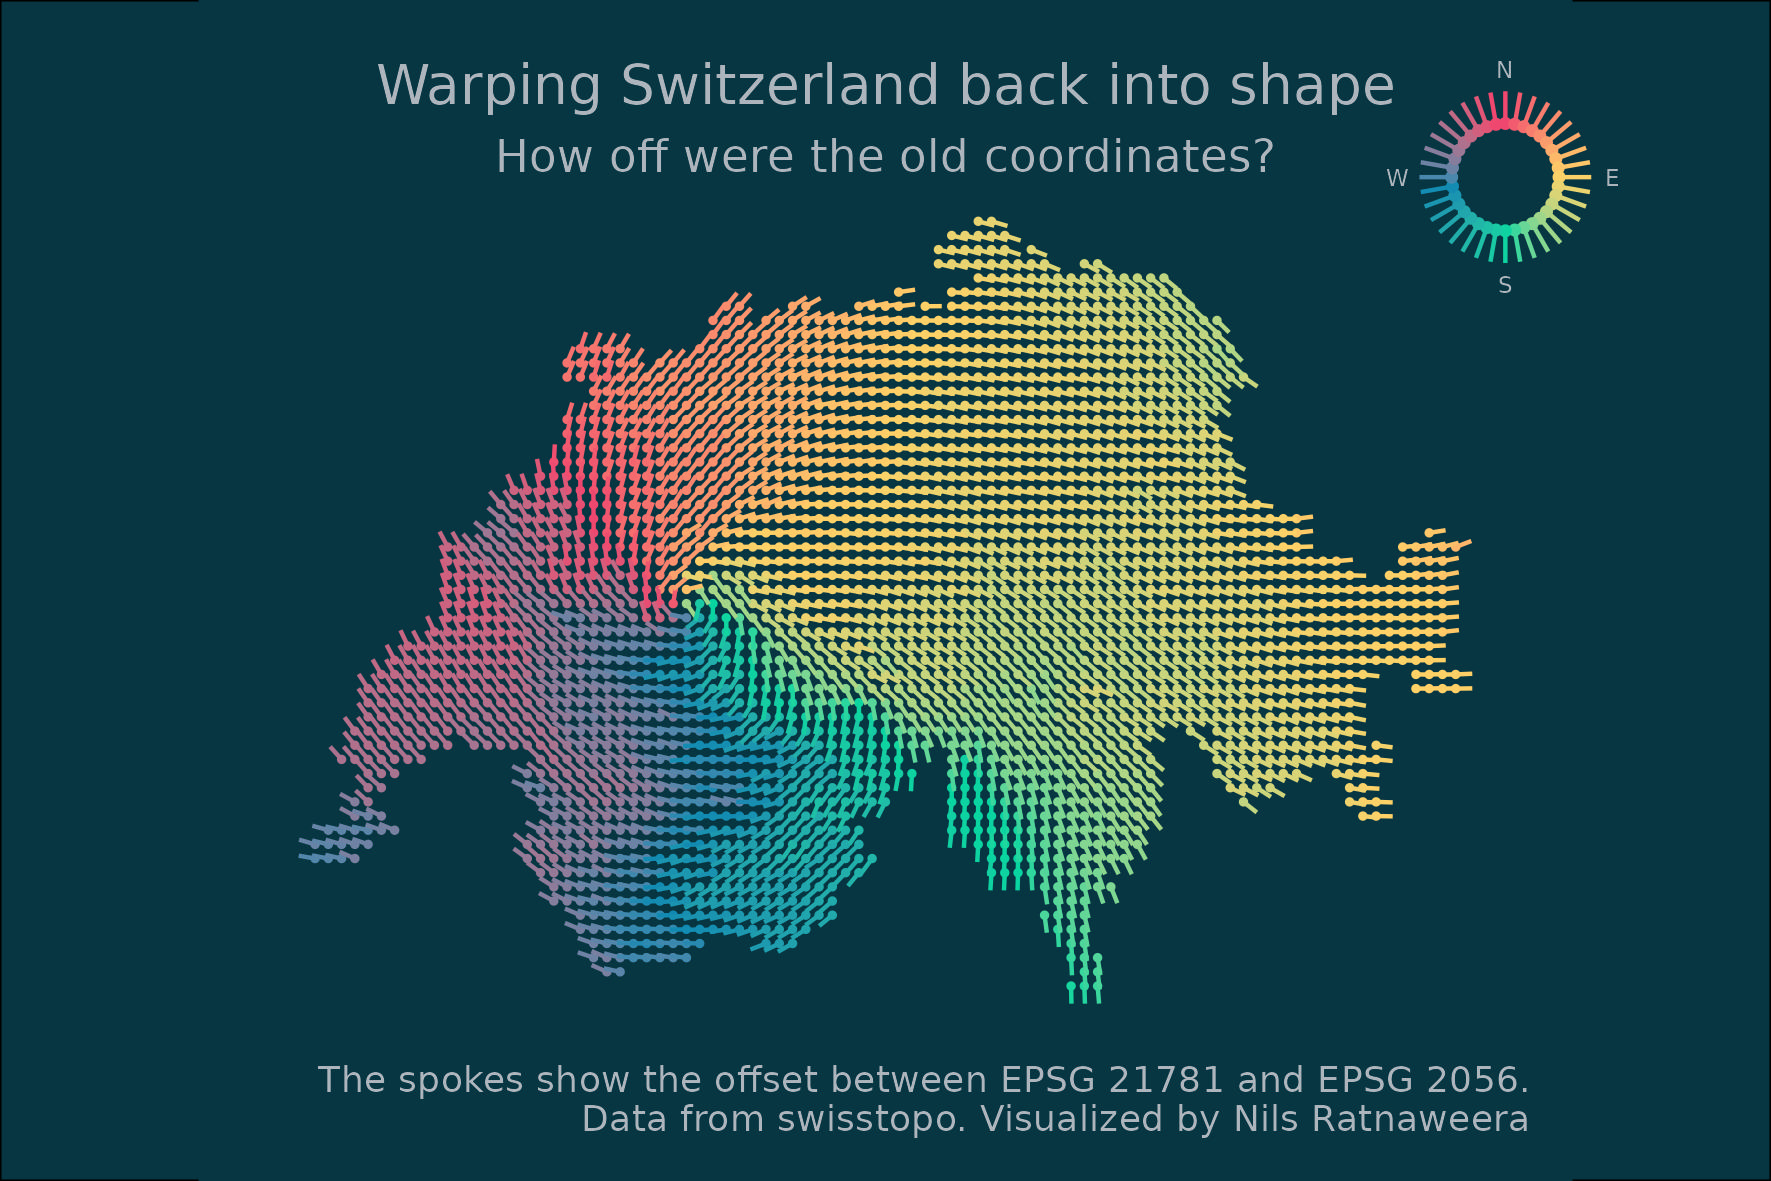 Warping Switzerland back into shape
How off were the old coordinates?
N
W
E
S
The spokes show the offset between EPSG 21781 and EPSG 2056.
Data from swisstopo. Visualized by Nils Ratnaweera